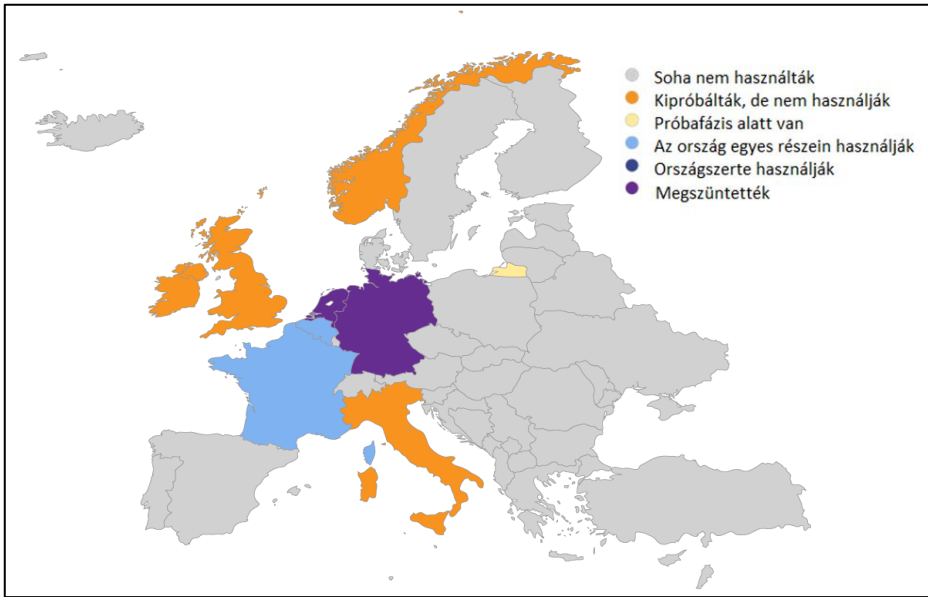 Soha nem használták
Kipróbálták, de nem használják
Próbafázis alatt van
Az ország egyes részein használják
Országszerte használják
Megszüntették